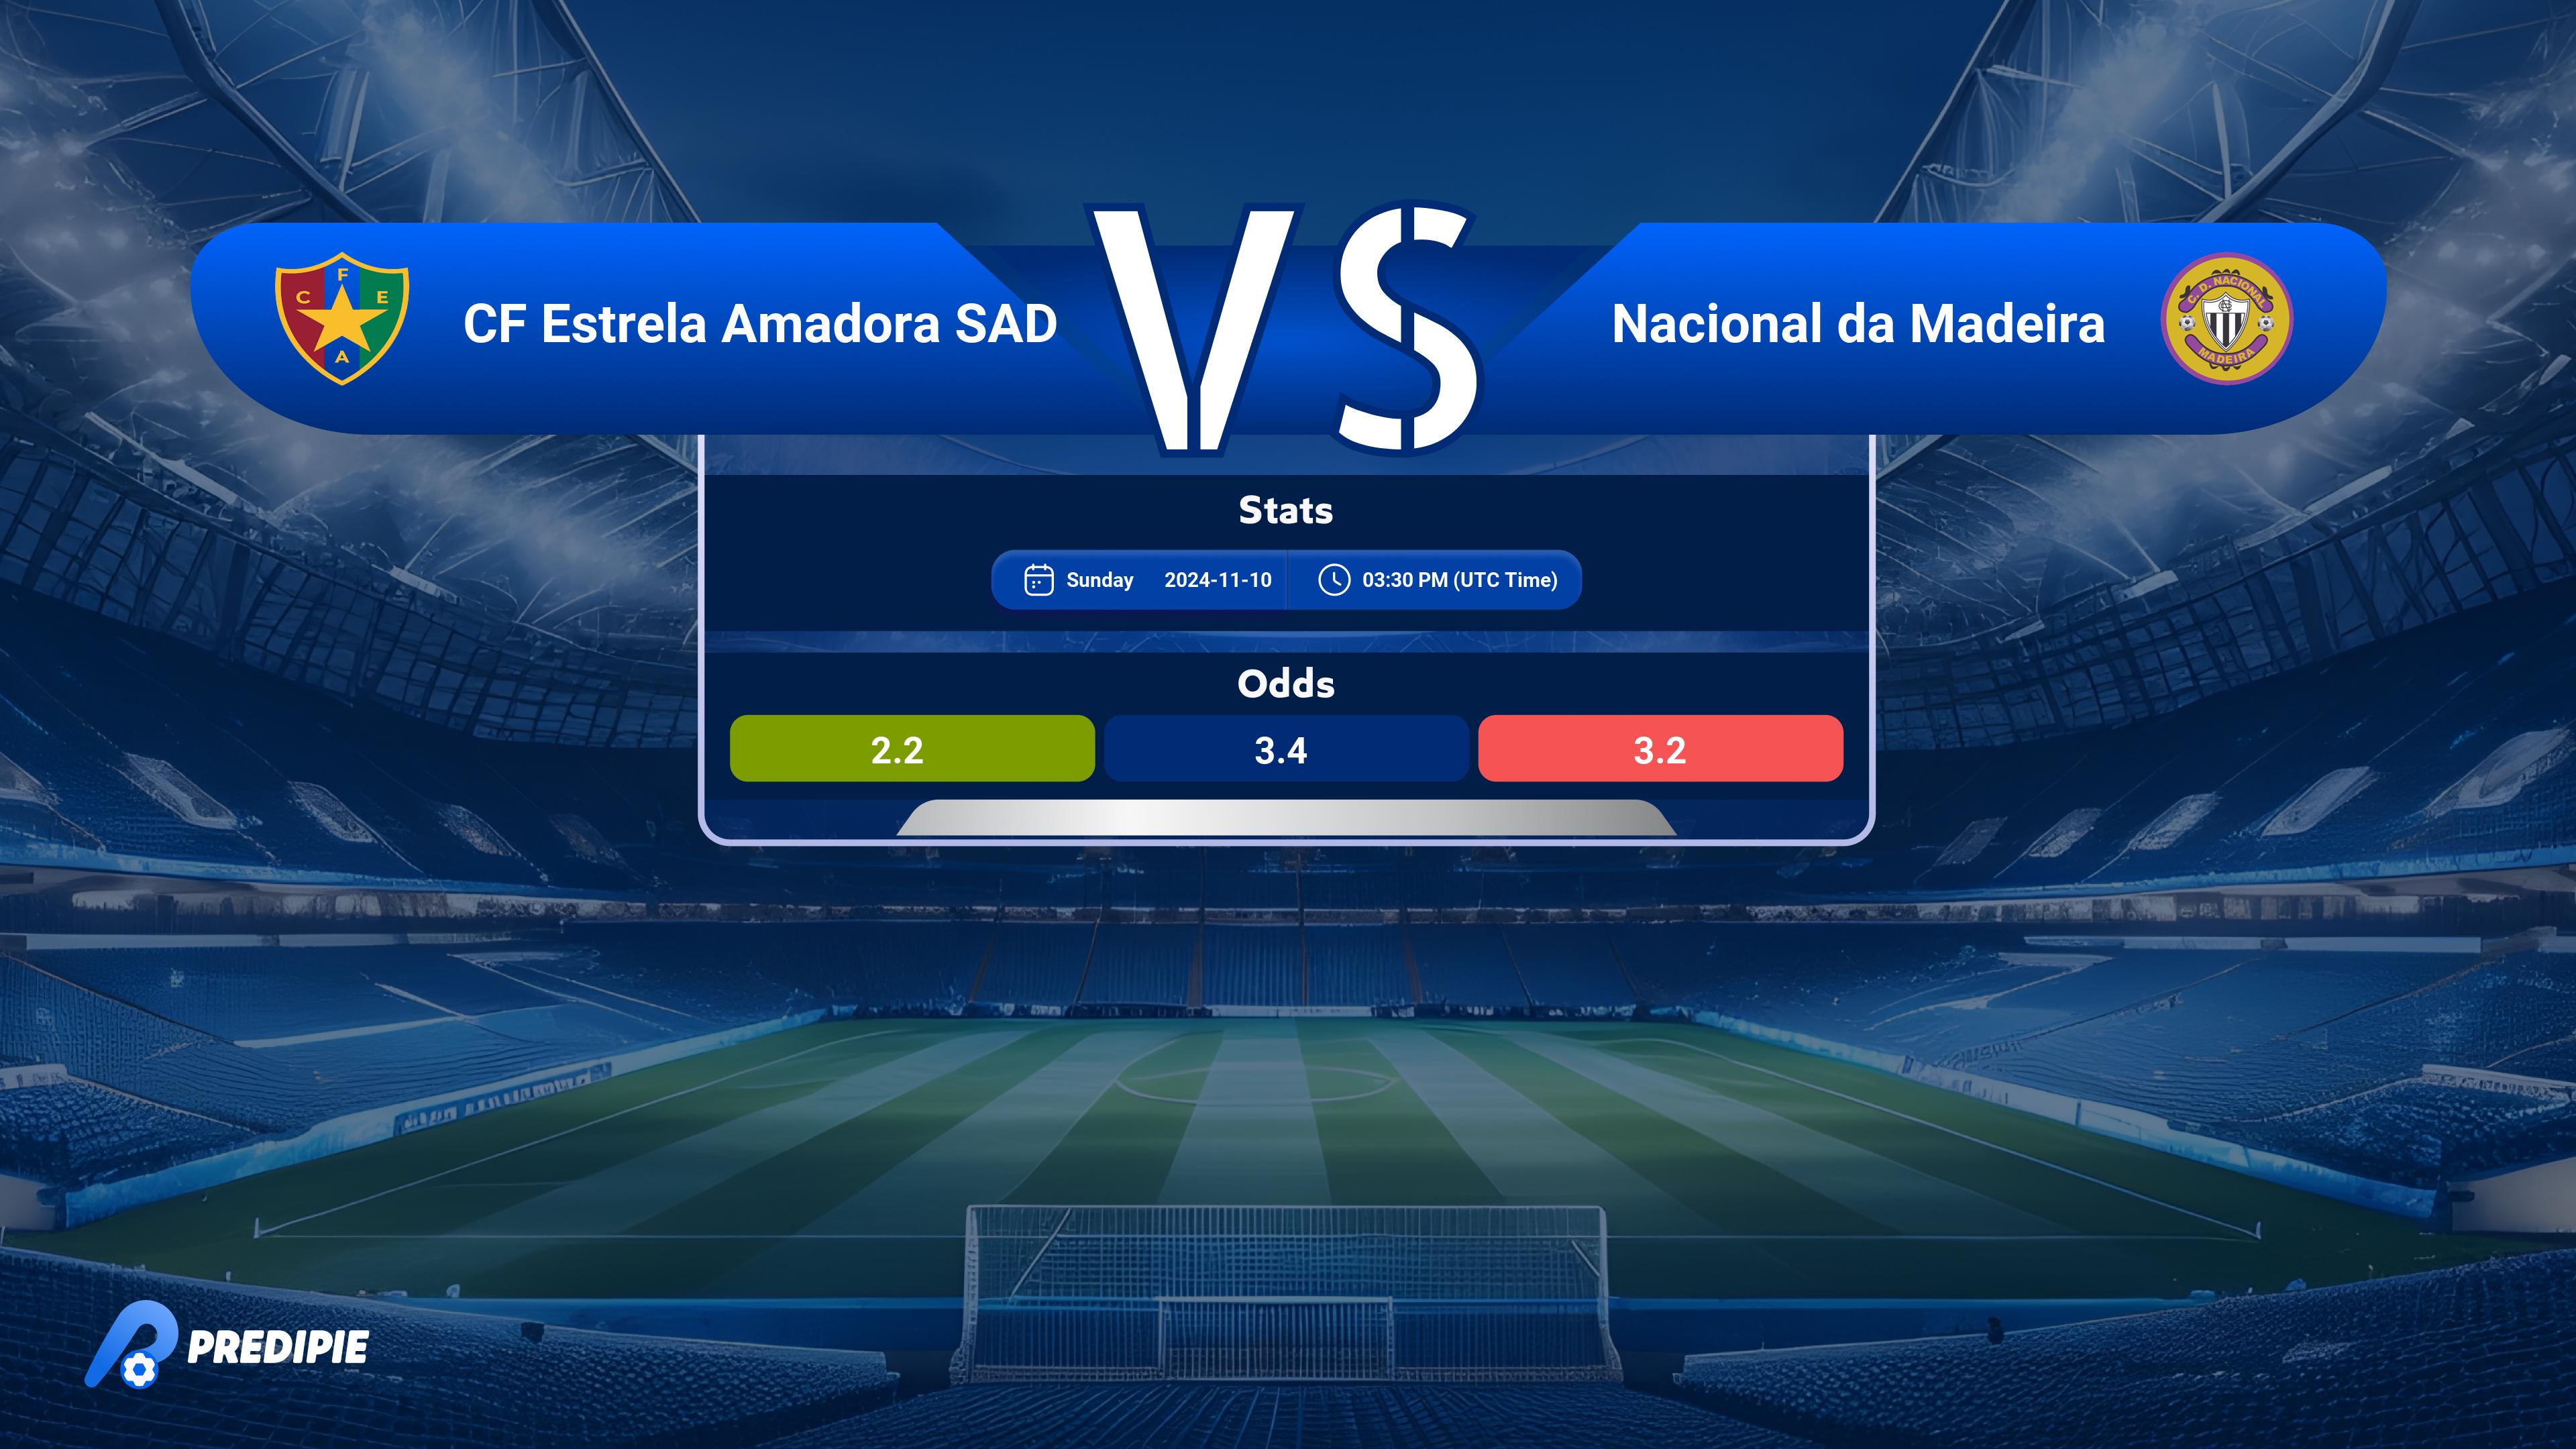 CF Estrela Amadora SAD
VS
Nacional da Madeira
F
C E
A
C. D. NACIONAL
MADEIRA
Stats
Sunday 2024-11-10 03:30 PM (UTC Time)
Odds
2.2 3.4 3.2
PREDIPIE